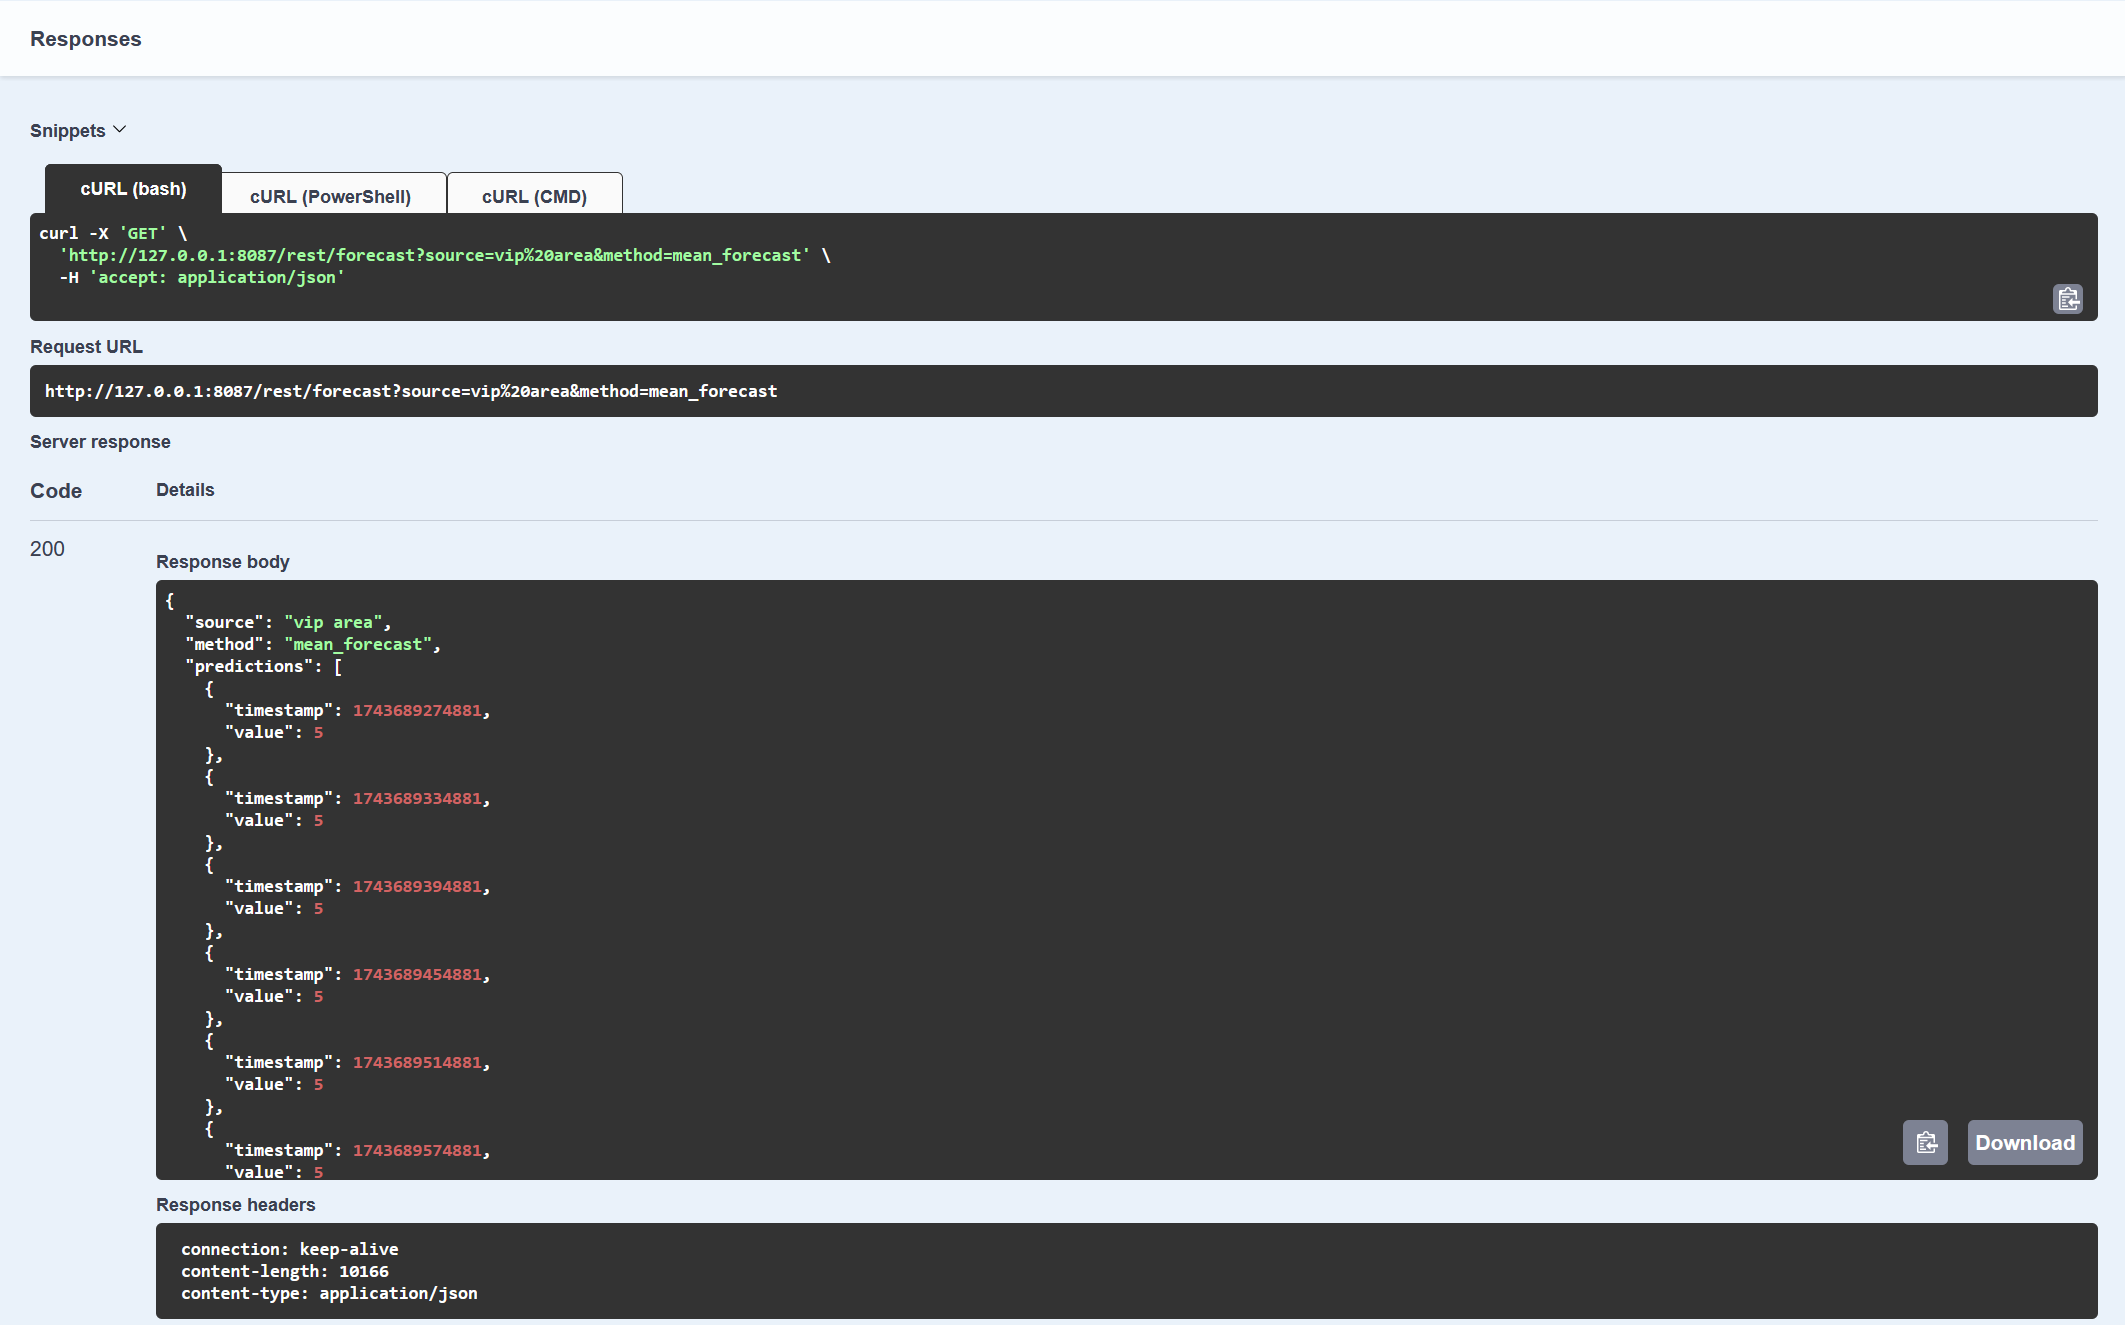 Responses
Snippets
cURL (bash)
cURL (PowerShell)
cURL (CMD)
curl -X 'GET' \
  'http://127.0.0.1:8087/rest/forecast?source=vip%20area&method=mean_forecast' \
  -H 'accept: application/json'
Request URL
http://127.0.0.1:8087/rest/forecast?source=vip%20area&method=mean_forecast
Server response
Code Details
200
Response body
{
  "source": "vip area",
  "method": "mean_forecast",
  "predictions": [
    {
      "timestamp": 1743689274881,
      "value": 5
    },
    {
      "timestamp": 1743689334881,
      "value": 5
    },
    {
      "timestamp": 1743689394881,
      "value": 5
    },
    {
      "timestamp": 1743689454881,
      "value": 5
    },
    {
      "timestamp": 1743689514881,
      "value": 5
    },
    {
      "timestamp": 1743689574881,
      "value": 5
Download
Response headers
connection: keep-alive
content-length: 10166
content-type: application/json